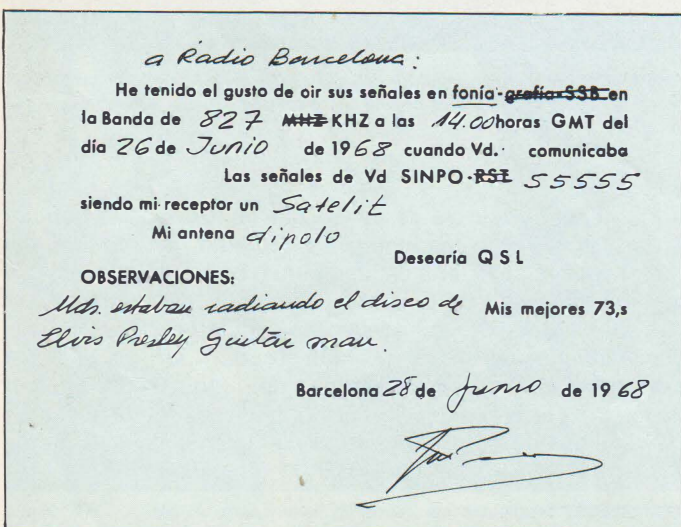 a Radio Barcelona:
He tenido el gusto de oir sus señales en fonía-grafía-SSB en
la Banda de 827 MHZ KHZ a las 14.00 horas GMT del
día 26 de Junio de 1968 cuando Vd. comunicaba
Las señales de Vd SINPO-RST 55555
siendo mi receptor un Satelit
Mi antena dipolo
Desearía Q S L
OBSERVACIONES:
Uds. estaban radiando el disco de Mis mejores 73,s
Elvis Presley Guitar man.
Barcelona 28 de junio de 1968